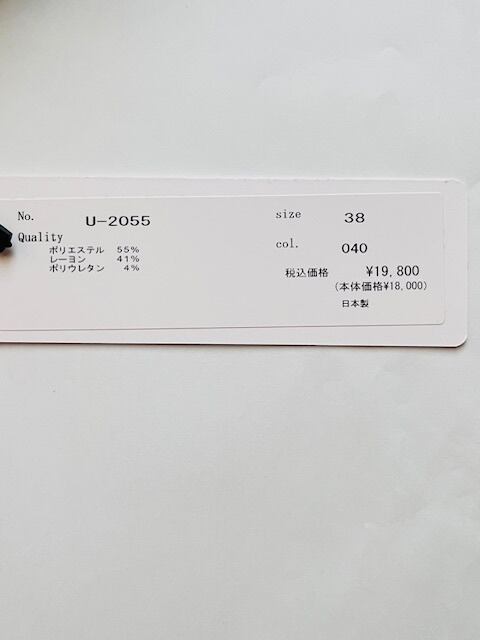 No. U-2055
Quality
ポリエステル 55%
レーヨン 41%
ポリウレタン 4%
size 38
col. 040
税込価格 ¥19,800
(本体価格¥18,000)
日本製